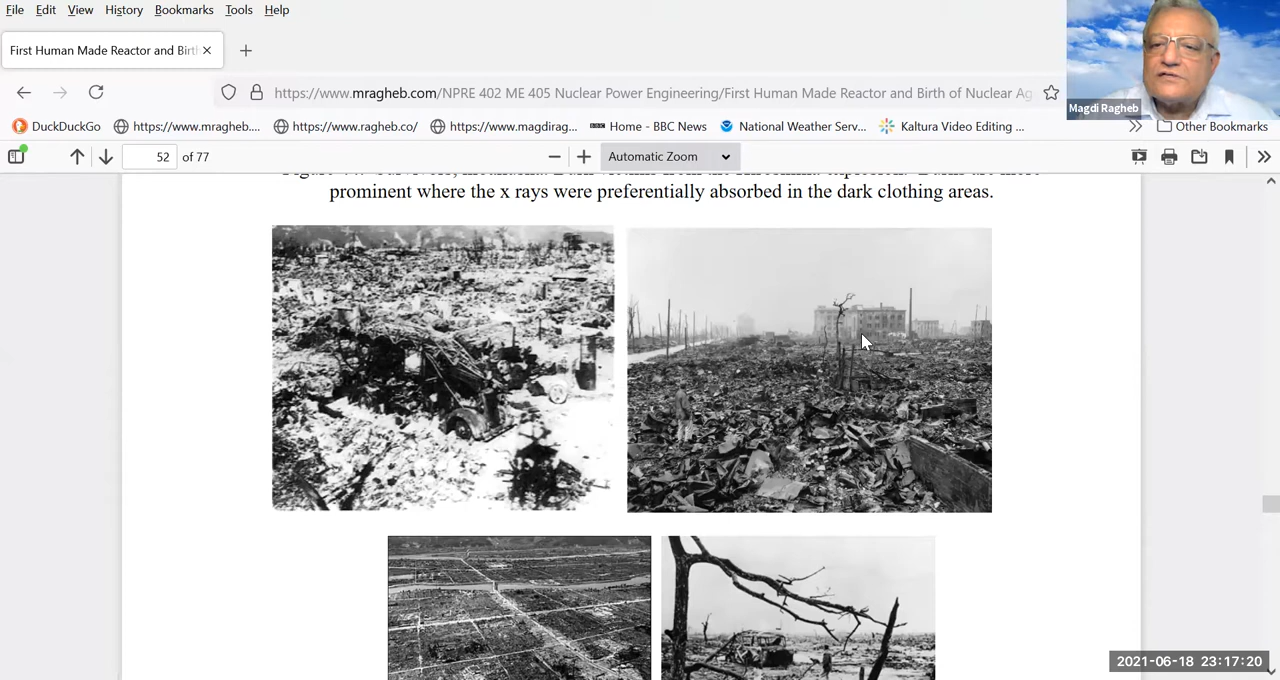 File Edit View History Bookmarks Tools Help
First Human Made Reactor and Birt
https://www.mragheb.com/NPRE 402 ME 405 Nuclear Power Engineering/First Human Made Reactor and Birth of Nuclear Ag
Magdi Ragheb
DuckDuckGo https://www.mragheb.... https://www.ragheb.co/ https://www.magdirag... BBC Home - BBC News National Weather Serv... Kaltura Video Editing ... Other Bookmarks
52 of 77 Automatic Zoom
prominent where the x rays were preferentially absorbed in the dark clothing areas.
2021-06-18 23:17:20